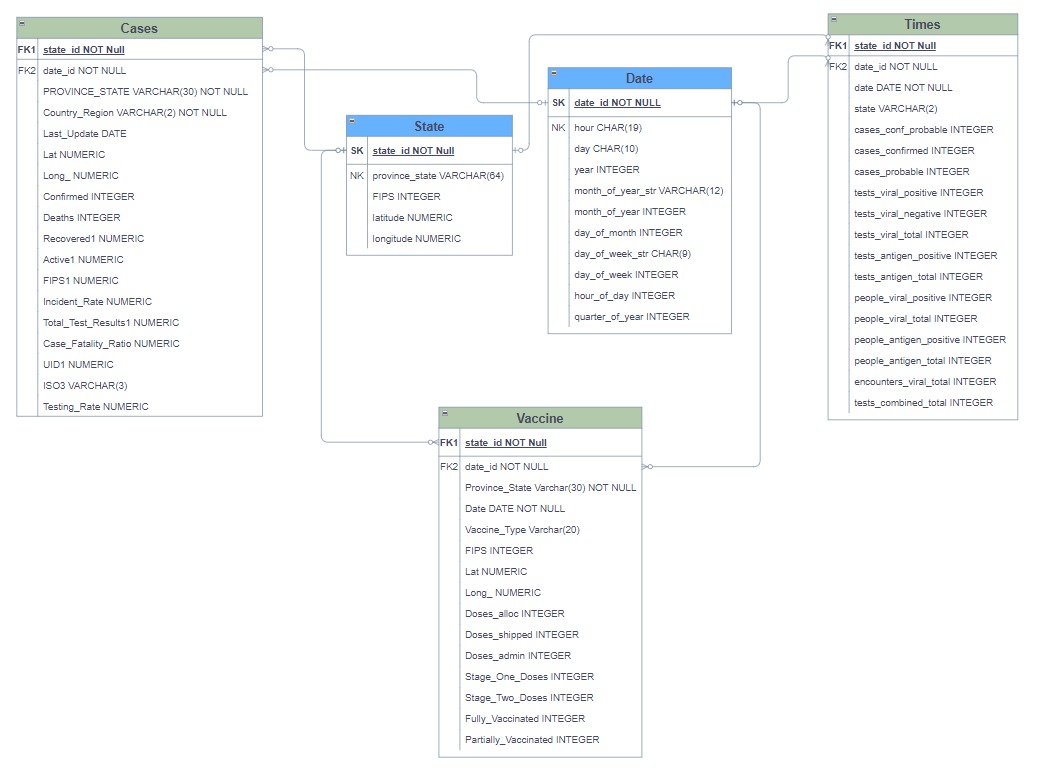 Cases
FK1 state_id NOT Null
FK2 date_id NOT NULL
PROVINCE_STATE VARCHAR(30) NOT NULL
Country_Region VARCHAR(2) NOT NULL
Last_Update DATE
Lat NUMERIC
Long_ NUMERIC
Confirmed INTEGER
Deaths INTEGER
Recovered1 NUMERIC
Active1 NUMERIC
FIPS1 NUMERIC
Incident_Rate NUMERIC
Total_Test_Results1 NUMERIC
Case_Fatality_Ratio NUMERIC
UID1 NUMERIC
ISO3 VARCHAR(3)
Testing_Rate NUMERIC
State
SK state_id NOT Null
NK province_state VARCHAR(64)
FIPS INTEGER
latitude NUMERIC
longitude NUMERIC
Date
SK date_id NOT NULL
NK hour CHAR(19)
day CHAR(10)
year INTEGER
month_of_year_str VARCHAR(12)
month_of_year INTEGER
day_of_month INTEGER
day_of_week_str CHAR(9)
day_of_week INTEGER
hour_of_day INTEGER
quarter_of_year INTEGER
Times
FK1 state_id NOT Null
FK2 date_id NOT NULL
date DATE NOT NULL
state VARCHAR(2)
cases_conf_probable INTEGER
cases_confirmed INTEGER
cases_probable INTEGER
tests_viral_positive INTEGER
tests_viral_negative INTEGER
tests_viral_total INTEGER
tests_antigen_positive INTEGER
tests_antigen_total INTEGER
people_viral_positive INTEGER
people_viral_total INTEGER
people_antigen_positive INTEGER
people_antigen_total INTEGER
encounters_viral_total INTEGER
tests_combined_total INTEGER
Vaccine
FK1 state_id NOT Null
FK2 date_id NOT NULL
Province_State Varchar(30) NOT NULL
Date DATE NOT NULL
Vaccine_Type Varchar(20)
FIPS INTEGER
Lat NUMERIC
Long_ NUMERIC
Doses_alloc INTEGER
Doses_shipped INTEGER
Doses_admin INTEGER
Stage_One_Doses INTEGER
Stage_Two_Doses INTEGER
Fully_Vaccinated INTEGER
Partially_Vaccinated INTEGER